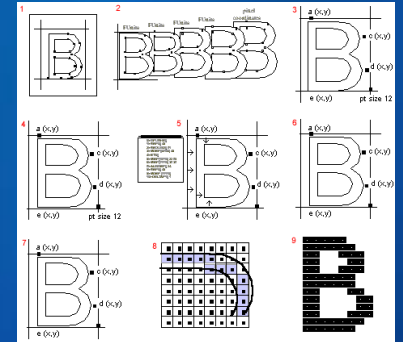 1
2
FUnits
FUnits
FUnits
FUnits
pixel
coordinates
3
a (x,y)
c (x,y)
d (x,y)
e (x,y)
pt size 12
4
a (x,y)
c (x,y)
d (x,y)
e (x,y)
pt size 12
5
a (x,y)
c (x,y)
d (x,y)
e (x,y)
6
a (x,y)
c (x,y)
d (x,y)
e (x,y)
7
a (x,y)
c (x,y)
d (x,y)
e (x,y)
8
9
B